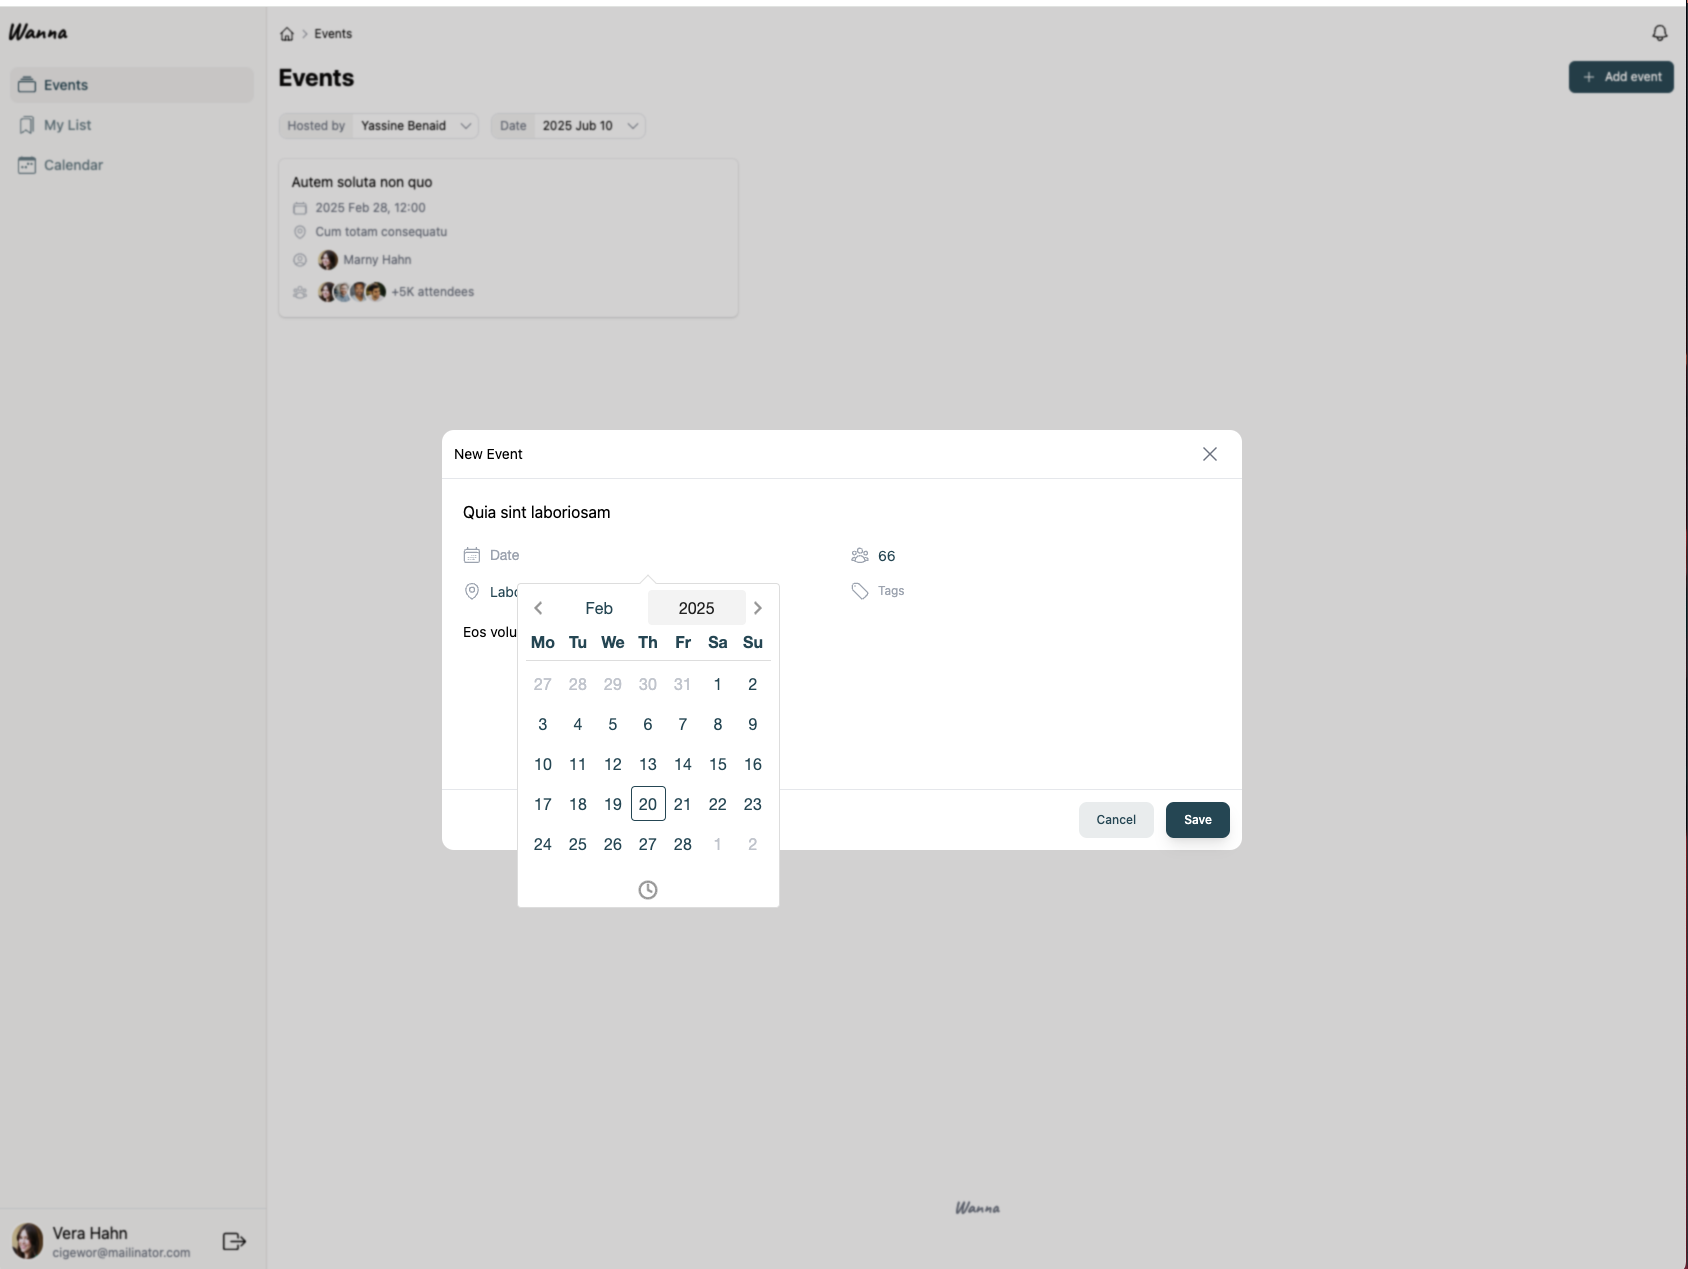 Wanna
Events
My List
Calendar
Events
Events
Add event
Hosted by Yassine Benaid
Date 2025 Jub 10
Autem soluta non quo
2025 Feb 28, 12:00
Cum totam consequatu
Marny Hahn
+5K attendees
New Event
Quia sint laboriosam
Date
66
Labo
Tags
Eos volu
Feb 2025
Mo Tu We Th Fr Sa Su
27 28 29 30 31 1 2
3 4 5 6 7 8 9
10 11 12 13 14 15 16
17 18 19 20 21 22 23
24 25 26 27 28 1 2
Cancel
Save
Wanna
Vera Hahn
cigewor@mailinator.com